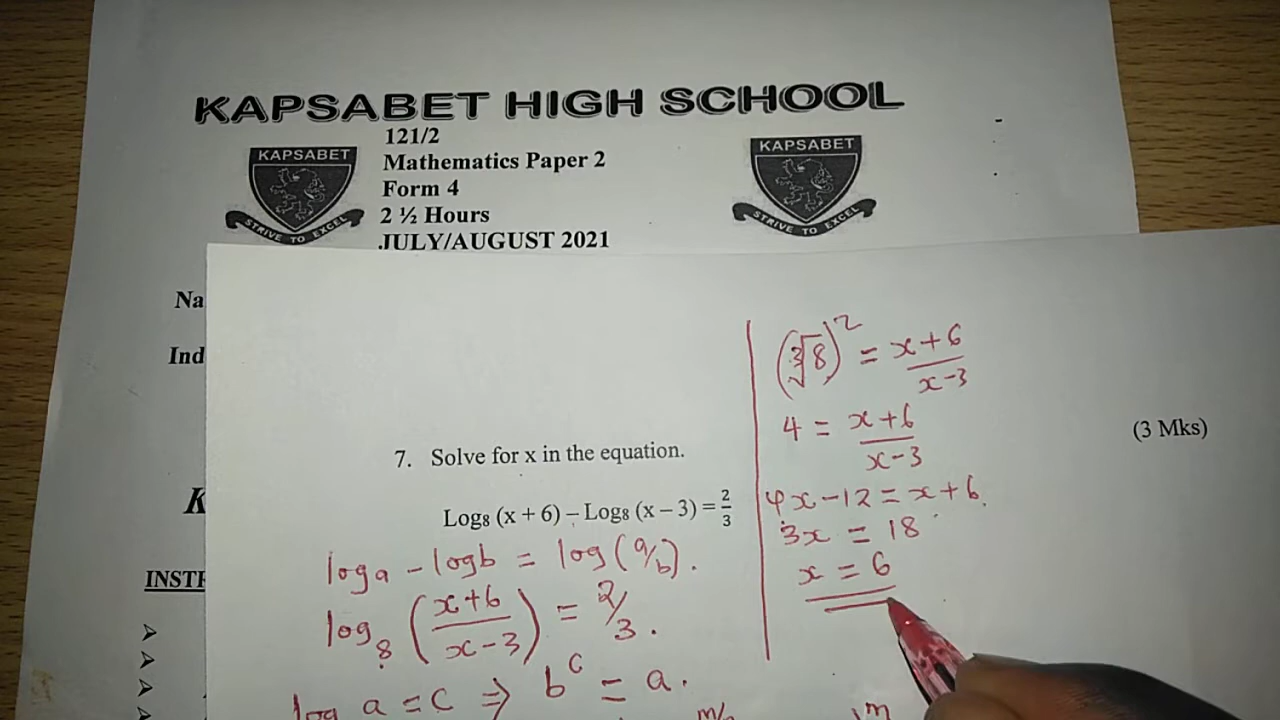 KAPSABET HIGH SCHOOL
121/2
Mathematics Paper 2
Form 4
2 ½ Hours
JULY/AUGUST 2021
KAPSABET
STRIVE TO EXCEL
KAPSABET
STRIVE TO EXCEL
Na
Ind
K
INST
7. Solve for x in the equation.
(3 Mks)
Log₈ (x + 6) – Log₈ (x – 3) = 2/3
log a - log b = log (a/b).
log₈ ((x+6)/(x-3)) = 2/3.
log a = c ⇒ b^c = a.
m/
m
(∛8)² = (x+6)/(x-3)
4 = (x+6)/(x-3)
4x - 12 = x + 6.
3x = 18
x = 6